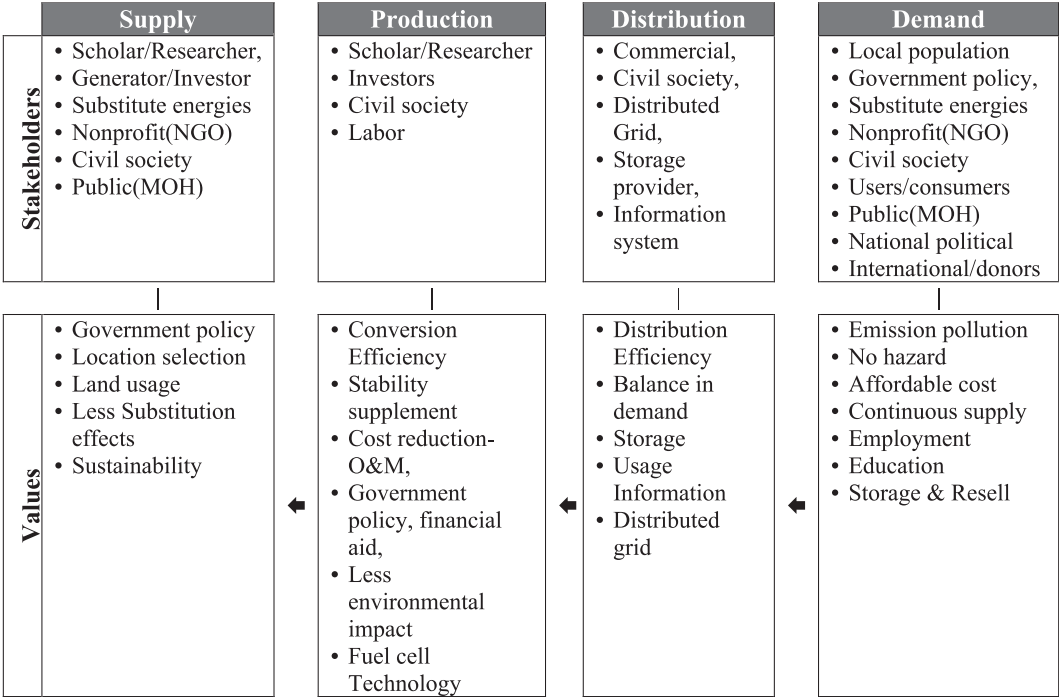 Supply
Production
Distribution
Demand
Stakeholders
• Scholar/Researcher,
• Generator/Investor
• Substitute energies
• Nonprofit(NGO)
• Civil society
• Public(MOH)
• Scholar/Researcher
• Investors
• Civil society
• Labor
• Commercial,
• Civil society,
• Distributed
Grid,
• Storage
provider,
• Information
system
• Local population
• Government policy,
• Substitute energies
• Nonprofit(NGO)
• Civil society
• Users/consumers
• Public(MOH)
• National political
• International/donors
Values
• Government policy
• Location selection
• Land usage
• Less Substitution
effects
• Sustainability
• Conversion
Efficiency
• Stability
supplement
• Cost reduction-
O&M,
• Government
policy, financial
aid,
• Less
environmental
impact
• Fuel cell
Technology
• Distribution
Efficiency
• Balance in
demand
• Storage
• Usage
Information
• Distributed
grid
• Emission pollution
• No hazard
• Affordable cost
• Continuous supply
• Employment
• Education
• Storage & Resell